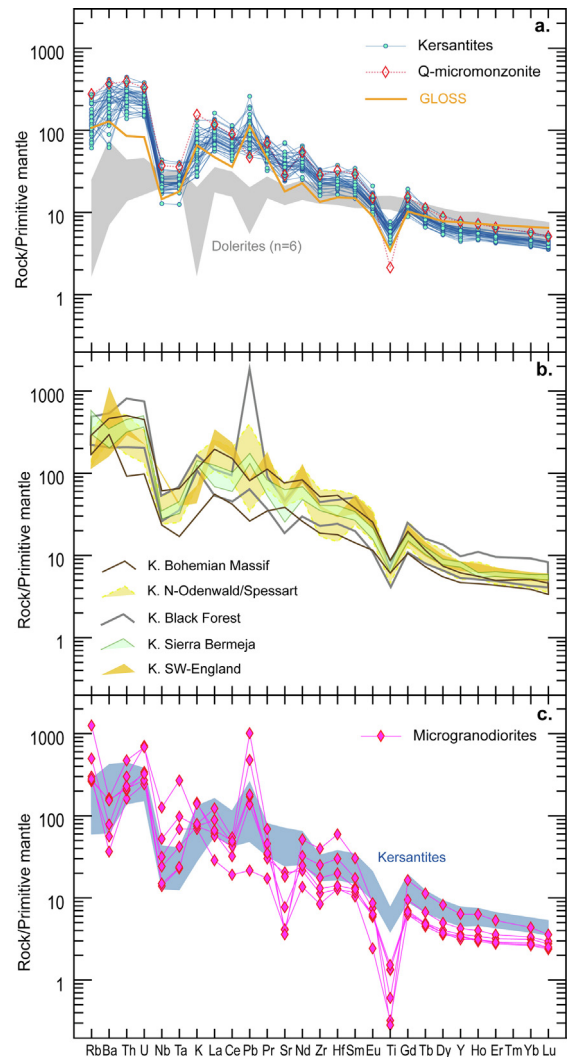 a.
1000
100
10
1
Rock/Primitive mantle
Kersantites
Q-micromonzonite
GLOSS
Dolerites (n=6)
b.
1000
100
10
1
Rock/Primitive mantle
K. Bohemian Massif
K. N-Odenwald/Spessart
K. Black Forest
K. Sierra Bermeja
K. SW-England
c.
1000
100
10
1
Rock/Primitive mantle
Microgranodiorites
Kersantites
Rb Ba Th U Nb Ta K La Ce Pb Pr Sr Nd Zr Hf Sm Eu Ti Gd Tb Dy Y Ho Er Tm Yb Lu